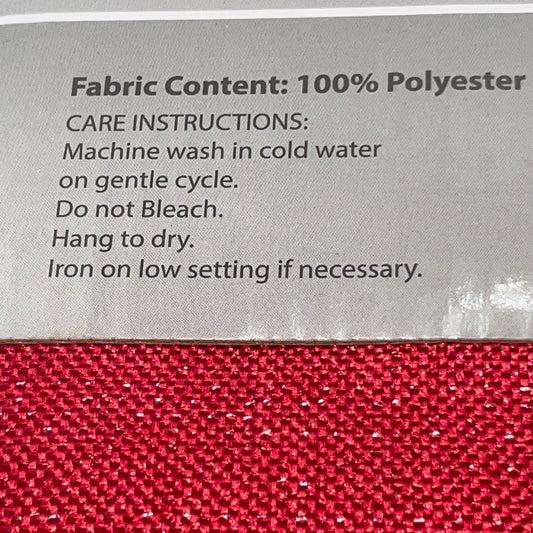 Fabric Content: 100% Polyester
CARE INSTRUCTIONS:
Machine wash in cold water
on gentle cycle.
Do not Bleach.
Hang to dry.
Iron on low setting if necessary.